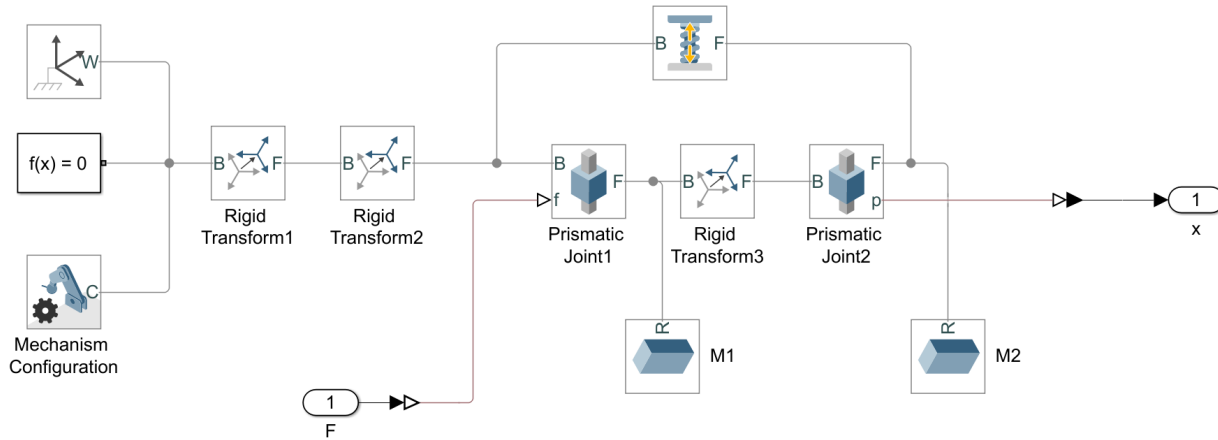 B F
W
f(x) = 0
B F
B F
B
F
f
B F
B
F
p
1
x
Rigid
Transform1
Rigid
Transform2
Prismatic
Joint1
Rigid
Transform3
Prismatic
Joint2
C
Mechanism
Configuration
R
M1
R
M2
1
F